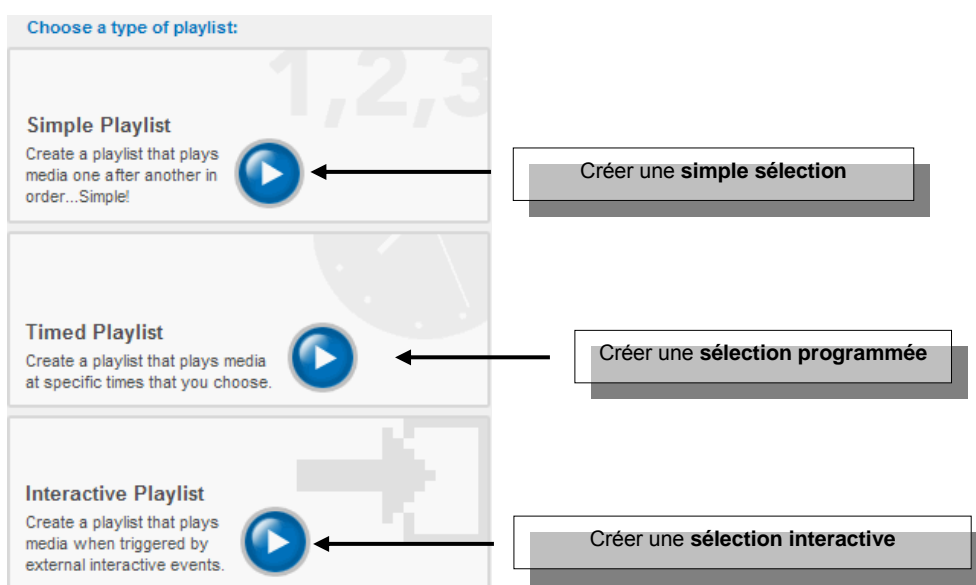 Choose a type of playlist:
1,2,3
Simple Playlist
Create a playlist that plays
media one after another in
order...Simple!
Créer une simple sélection
Timed Playlist
Create a playlist that plays media
at specific times that you choose.
Créer une sélection programmée
Interactive Playlist
Create a playlist that plays
media when triggered by
external interactive events.
Créer une sélection interactive